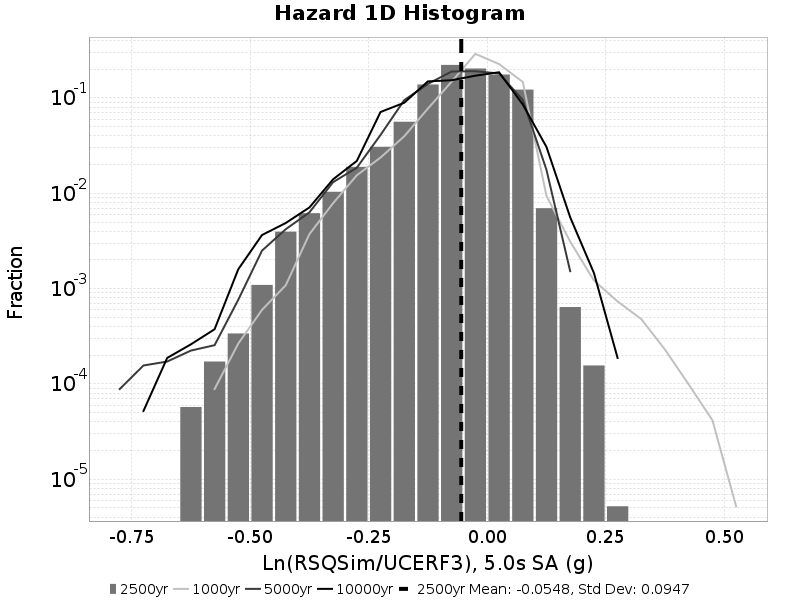 Hazard 1D Histogram
Fraction
10-1
10-2
10-3
10-4
10-5
-0.75 -0.50 -0.25 0.00 0.25 0.50
Ln(RSQSim/UCERF3), 5.0s SA (g)
2500yr 1000yr 5000yr 10000yr 2500yr Mean: -0.0548, Std Dev: 0.0947